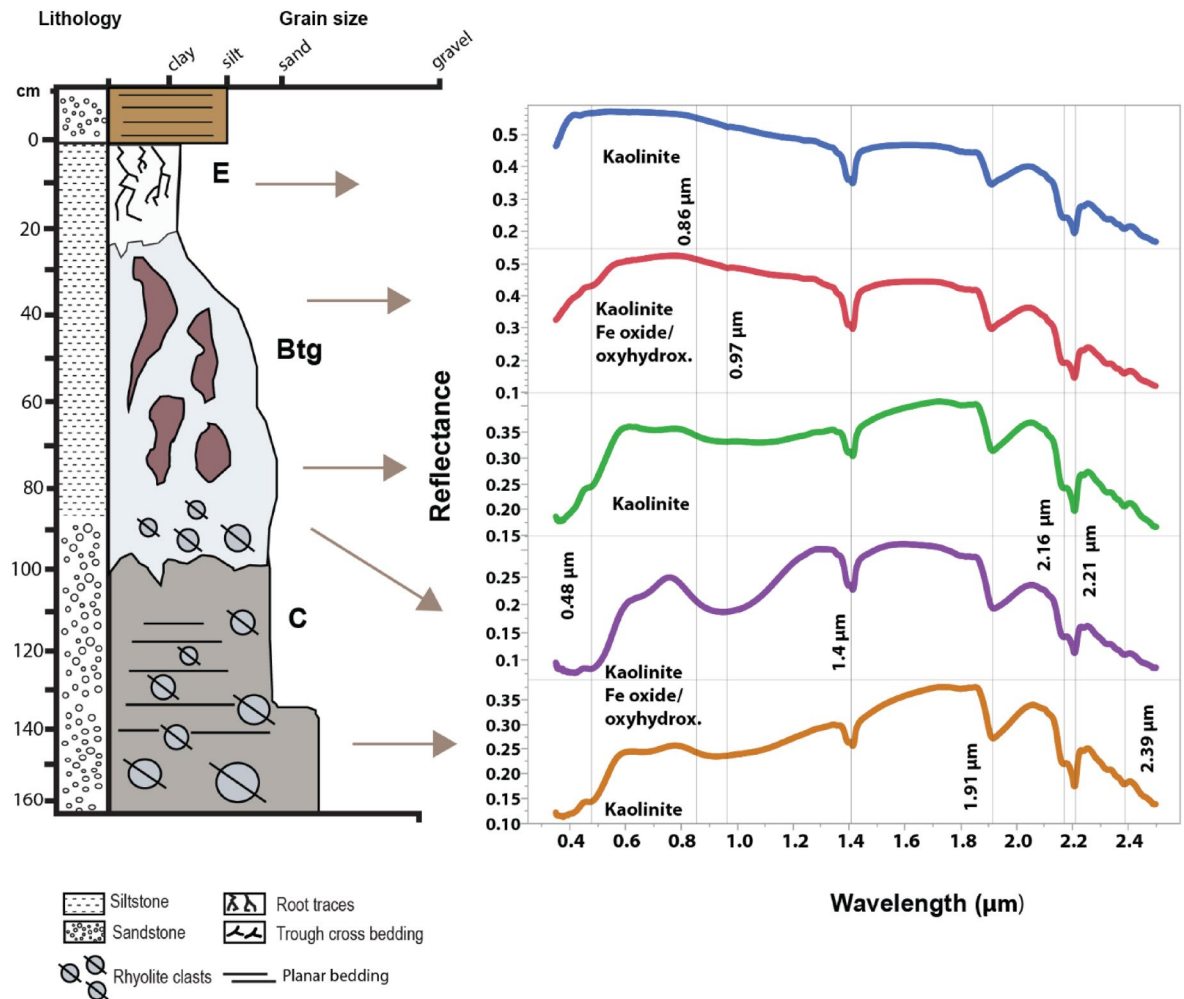 Lithology
Grain size
clay
silt
sand
gravel
cm
0
20
40
60
80
100
120
140
160
E
Btg
C
Reflectance
0.5
0.4
0.3
0.2
Kaolinite
0.86 µm
0.5
0.4
0.3
0.2
0.1
Kaolinite
Fe oxide/
oxyhydrox.
0.97 µm
0.35
0.30
0.25
0.20
0.15
Kaolinite
2.16 µm
2.21 µm
0.25
0.2
0.15
0.1
0.48 µm
1.4 µm
Kaolinite
Fe oxide/
oxyhydrox.
0.35
0.30
0.25
0.20
0.15
0.10
1.91 µm
2.39 µm
Kaolinite
0.4 0.6 0.8 1.0 1.2 1.4 1.6 1.8 2.0 2.2 2.4
Wavelength (µm)
Siltstone
Root traces
Sandstone
Trough cross bedding
Rhyolite clasts
Planar bedding